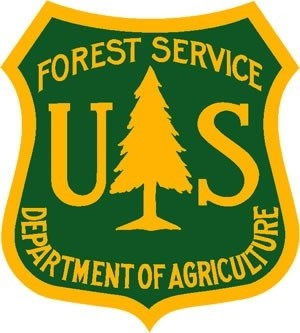 FOREST SERVICE
U S
DEPARTMENT OF AGRICULTURE